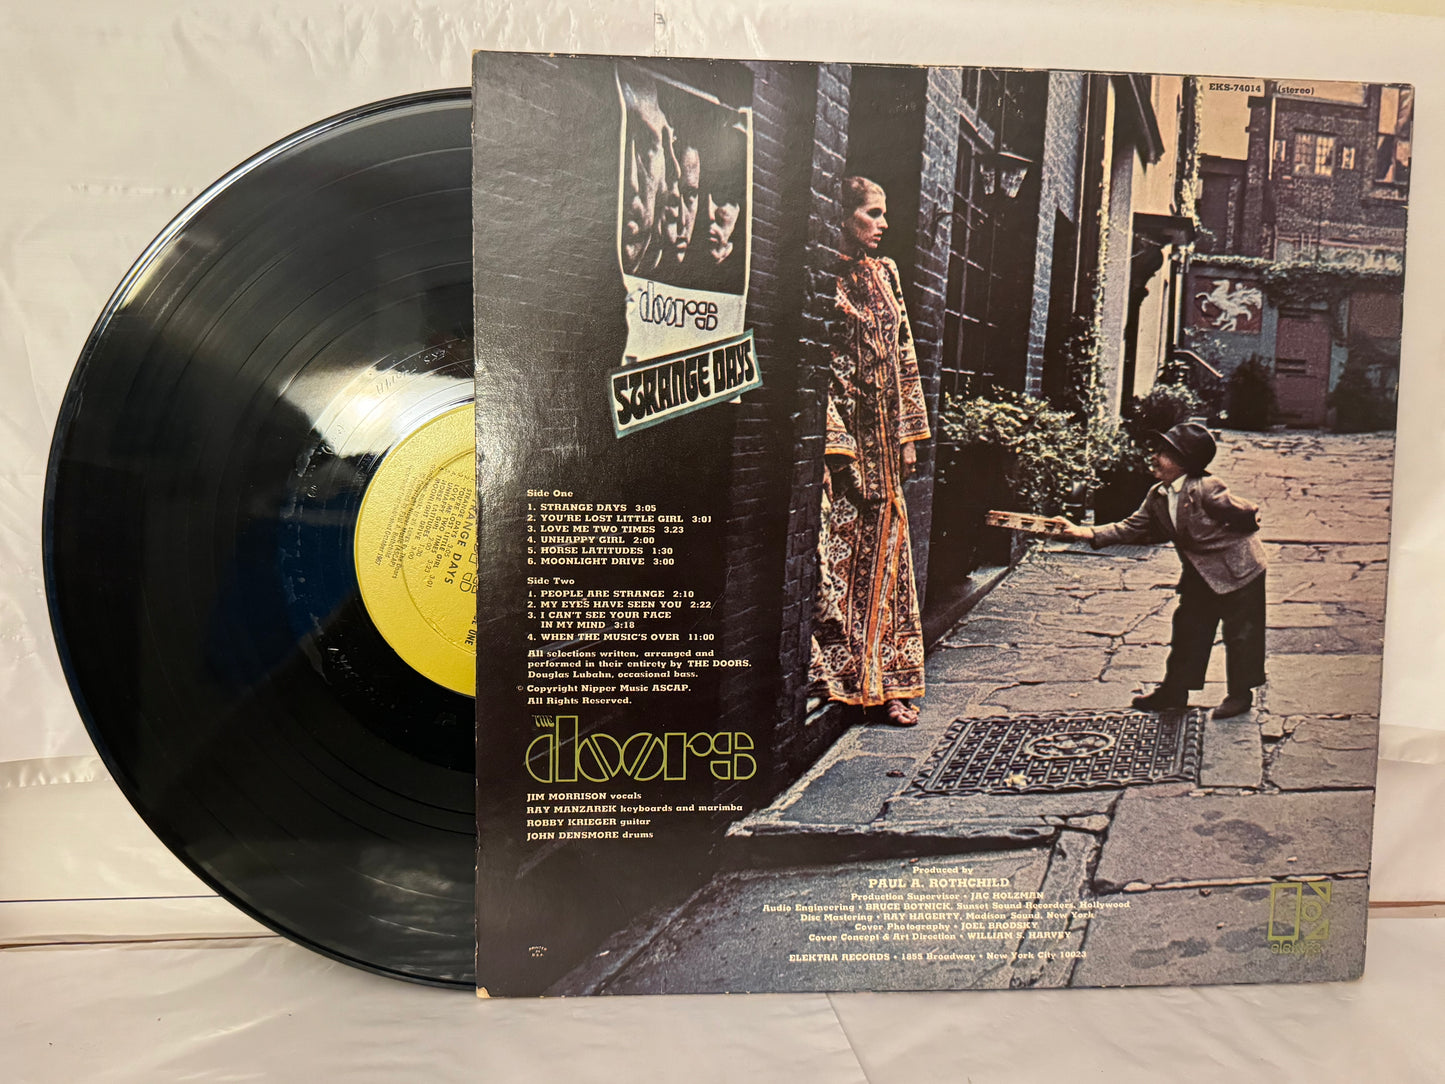 EKS-74014 (stereo)
doors
STRANGE DAYS
Side One
1. STRANGE DAYS 3:05
2. YOU'RE LOST LITTLE GIRL 3:01
3. LOVE ME TWO TIMES 3.23
4. UNHAPPY GIRL 2:00
5. HORSE LATITUDES 1:30
6. MOONLIGHT DRIVE 3:00
Side Two
1. PEOPLE ARE STRANGE 2:10
2. MY EYES HAVE SEEN YOU 2:22
3. I CAN'T SEE YOUR FACE
IN MY MIND 3:18
4. WHEN THE MUSIC'S OVER 11:00
All selections written, arranged and
performed in their entirety by THE DOORS.
Douglas Lubahn, occasional bass.
© Copyright Nipper Music ASCAP.
All Rights Reserved.
THE
doors
JIM MORRISON vocals
RAY MANZAREK keyboards and marimba
ROBBY KRIEGER guitar
JOHN DENSMORE drums
Produced by
PAUL A. ROTHCHILD
Production Supervisor • JAC HOLZMAN
Audio Engineering • BRUCE BOTNICK, Sunset Sound Recorders, Hollywood
Disc Mastering • RAY HAGERTY, Madison Sound, New York
Cover Photography • JOEL BRODSKY
Cover Concept & Art Direction • WILLIAM S. HARVEY
ELEKTRA RECORDS • 1855 Broadway • New York City 10023
PRINTED
IN
U.S.A.
elektra
STRANGE DAYS